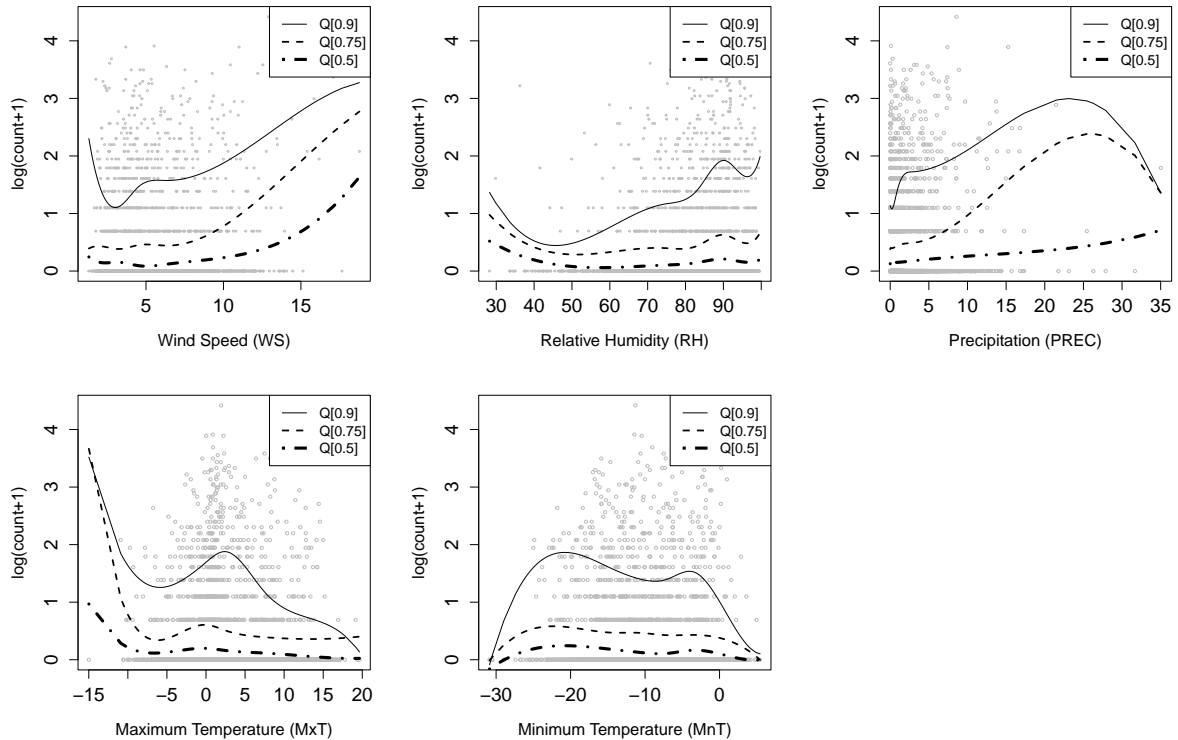 log(count+1)
4
3
2
1
0
Q[0.9]
Q[0.75]
Q[0.5]
5 10 15
Wind Speed (WS)
log(count+1)
4
3
2
1
0
Q[0.9]
Q[0.75]
Q[0.5]
30 40 50 60 70 80 90
Relative Humidity (RH)
log(count+1)
4
3
2
1
0
Q[0.9]
Q[0.75]
Q[0.5]
0 5 10 15 20 25 30 35
Precipitation (PREC)
log(count+1)
4
3
2
1
0
Q[0.9]
Q[0.75]
Q[0.5]
−15 −5 0 5 10 15 20
Maximum Temperature (MxT)
log(count+1)
4
3
2
1
0
Q[0.9]
Q[0.75]
Q[0.5]
−30 −20 −10 0
Minimum Temperature (MnT)